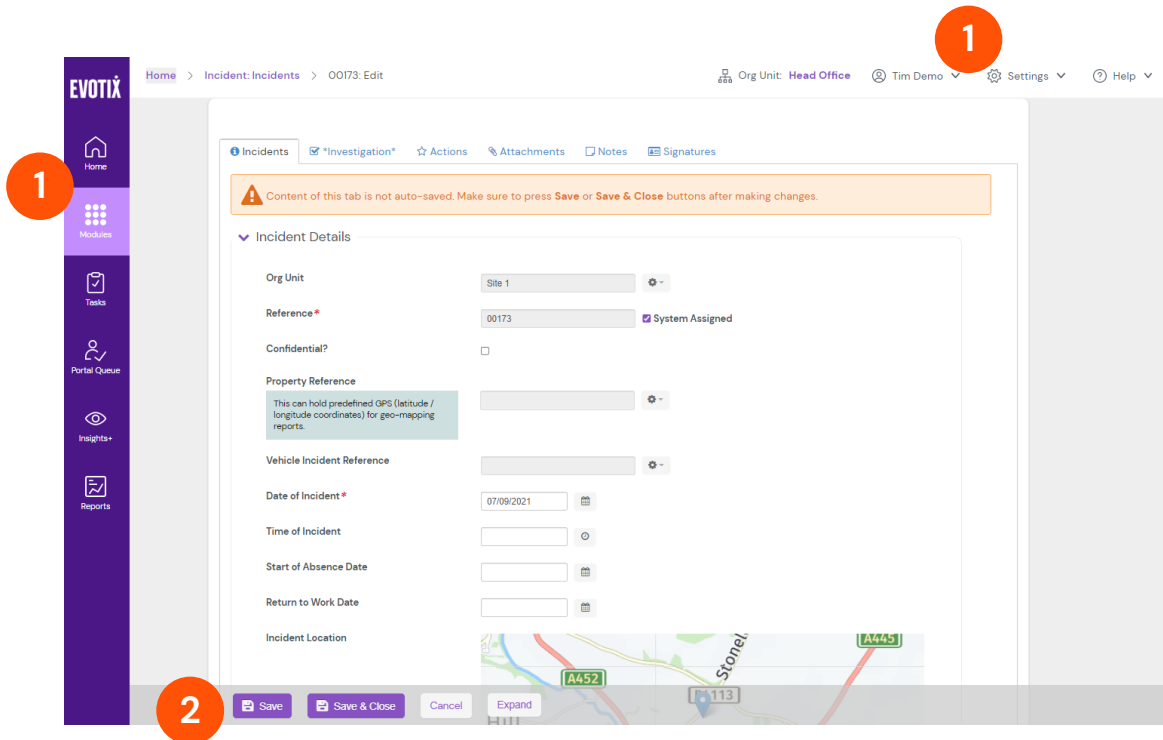 1
EVOTIX
Home > Incident: Incidents > 00173: Edit
Org Unit: Head Office
Tim Demo
Settings
Help
1
Home
Modules
Tasks
Portal Queue
Insights+
Reports
Incidents
*Investigation*
Actions
Attachments
Notes
Signatures
Content of this tab is not auto-saved. Make sure to press Save or Save & Close buttons after making changes.
Incident Details
Org Unit
Site 1
Reference*
00173
System Assigned
Confidential?
Property Reference
This can hold predefined GPS (latitude /
longitude coordinates) for geo-mapping
reports.
Vehicle Incident Reference
Date of Incident*
07/09/2021
Time of Incident
Start of Absence Date
Return to Work Date
Incident Location
A445
A452
2
Save
Save & Close
Cancel
Expand